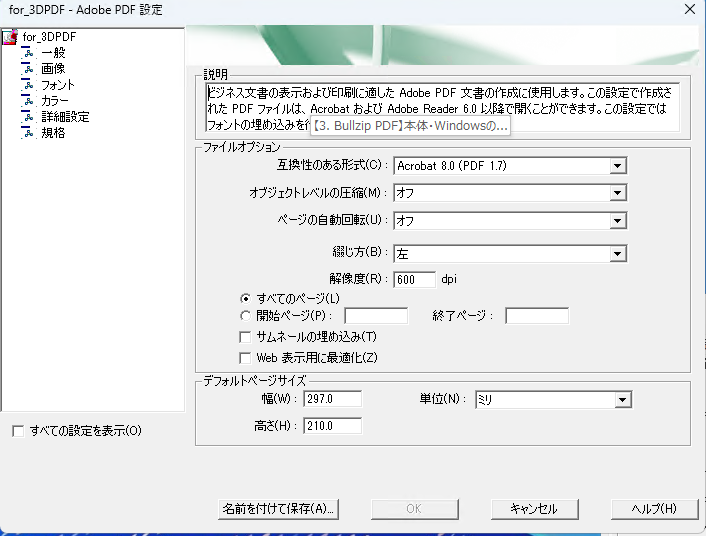 for_3DPDF - Adobe PDF 設定
for_3DPDF
一般
画像
フォント
カラー
詳細設定
規格
すべての設定を表示(O)
説明
ビジネス文書の表示および印刷に適した Adobe PDF 文書の作成に使用します。この設定で作成さ
れた PDF ファイルは、Acrobat および Adobe Reader 6.0 以降で開くことができます。この設定では
フォントの埋め込みを
【3. Bullzip PDF】本体・Windowsの...
ファイルオプション
互換性のある形式(C) : Acrobat 8.0 (PDF 1.7)
オブジェクトレベルの圧縮(M) : オフ
ページの自動回転(U) : オフ
綴じ方(B) : 左
解像度(R) : 600 dpi
すべてのページ(L)
開始ページ(P) : 終了ページ :
サムネールの埋め込み(T)
Web 表示用に最適化(Z)
デフォルトページサイズ
幅(W) : 297.0 単位(N) : ミリ
高さ(H) : 210.0
名前を付けて保存(A)... OK キャンセル ヘルプ(H)